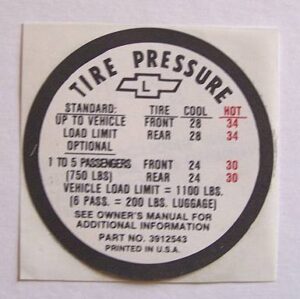 TIRE PRESSURE
L
STANDARD: TIRE COOL HOT
UP TO VEHICLE FRONT 28 34
LOAD LIMIT REAR 28 34
OPTIONAL
1 TO 5 PASSENGERS FRONT 24 30
(750 LBS) REAR 24 30
VEHICLE LOAD LIMIT = 1100 LBS.
(6 PASS. = 200 LBS. LUGGAGE)
SEE OWNER'S MANUAL FOR
ADDITIONAL INFORMATION
PART NO. 3912543
PRINTED IN U.S.A.